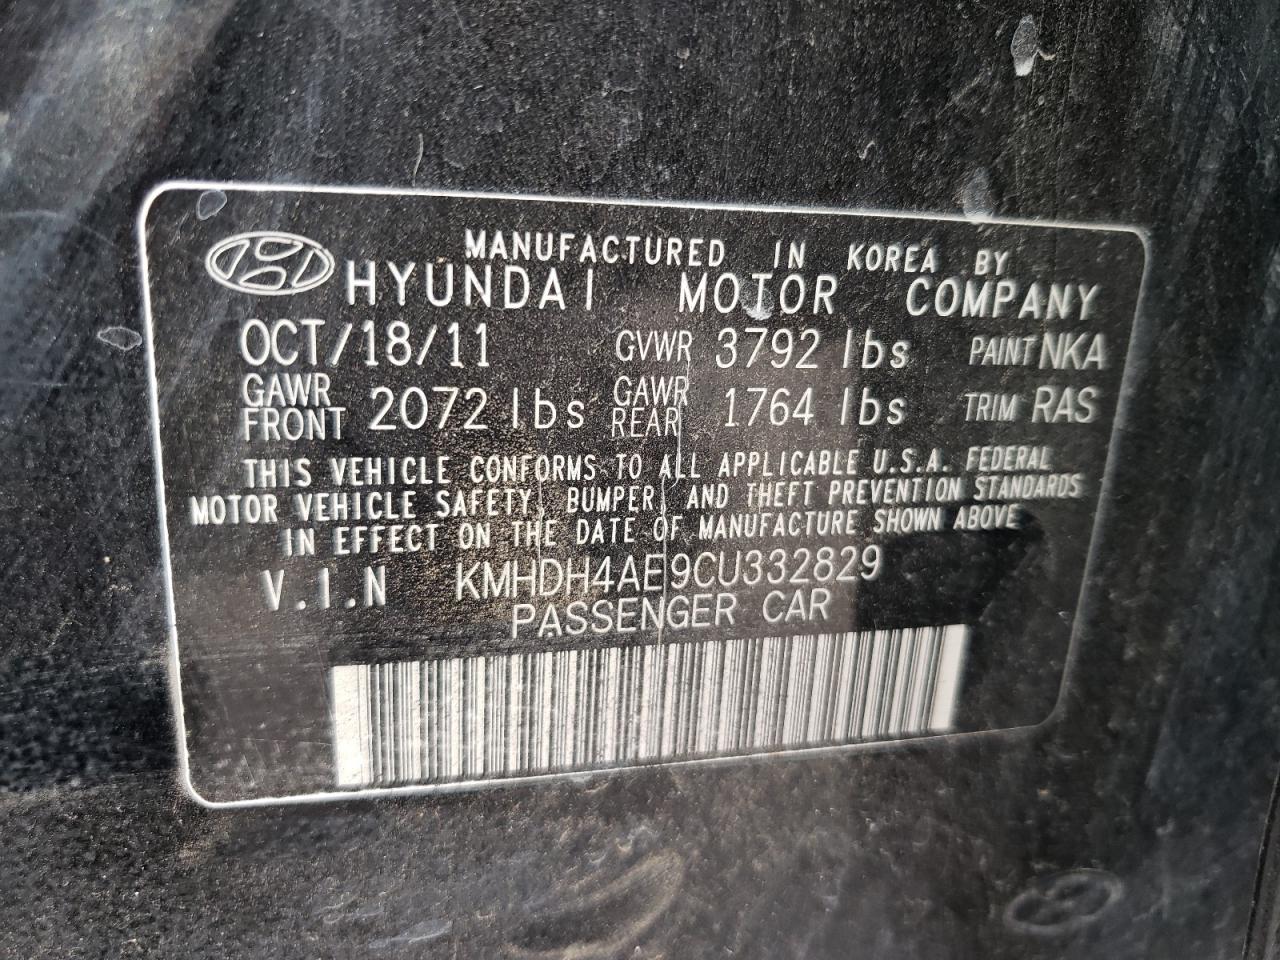 MANUFACTURED IN KOREA BY
HYUNDAI MOTOR COMPANY
OCT/18/11 GVWR 3792 lbs PAINT NKA
GAWR FRONT 2072 lbs GAWR REAR 1764 lbs TRIM RAS
THIS VEHICLE CONFORMS TO ALL APPLICABLE U.S.A. FEDERAL
MOTOR VEHICLE SAFETY, BUMPER, AND THEFT PREVENTION STANDARDS
IN EFFECT ON THE DATE OF MANUFACTURE SHOWN ABOVE
V.I.N KMHDH4AE9CU332829
PASSENGER CAR